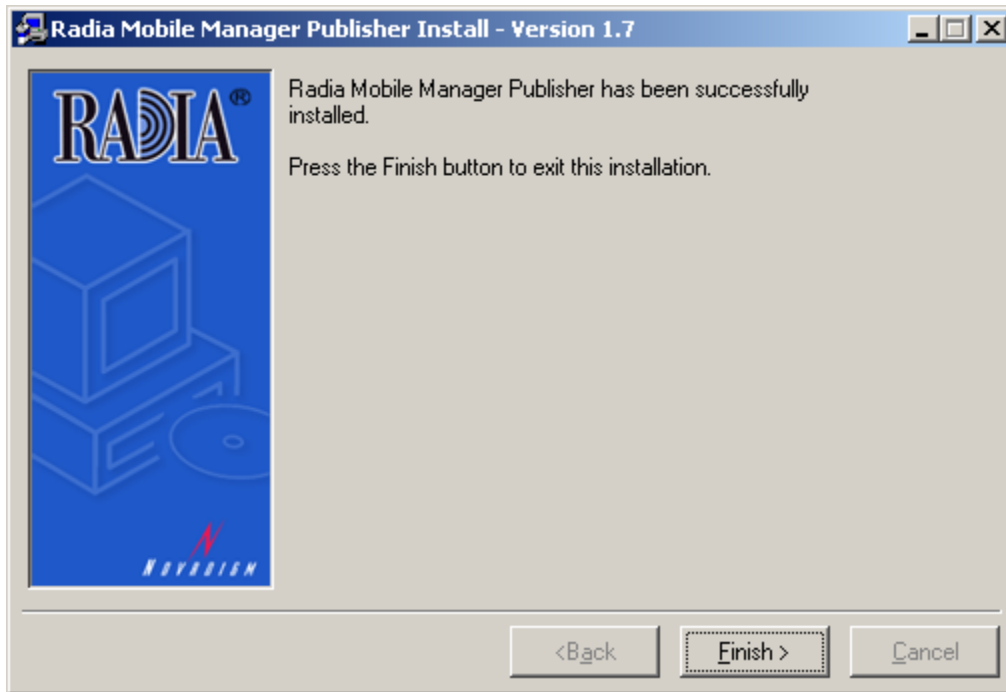 Radia Mobile Manager Publisher Install - Version 1.7
RADIA®
Radia Mobile Manager Publisher has been successfully
installed.
Press the Finish button to exit this installation.
NOVADIGM
<Back
Finish >
Cancel